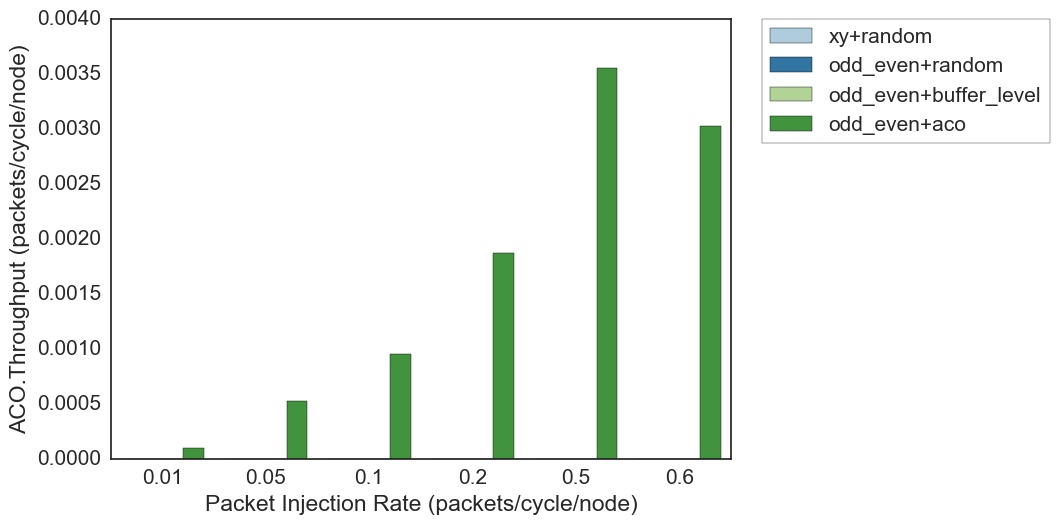 0.0040
0.0035
0.0030
0.0025
0.0020
0.0015
0.0010
0.0005
0.0000
ACO.Throughput (packets/cycle/node)
0.01 0.05 0.1 0.2 0.5 0.6
Packet Injection Rate (packets/cycle/node)
xy+random
odd_even+random
odd_even+buffer_level
odd_even+aco